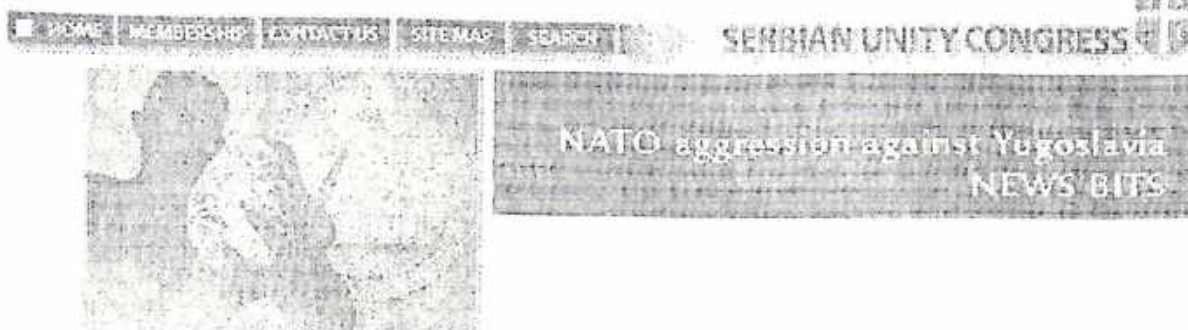 HOME MEMBERSHIP CONTACT US SITE MAP SEARCH
SERBIAN UNITY CONGRESS
NATO aggression against Yugoslavia
NEWS BITS